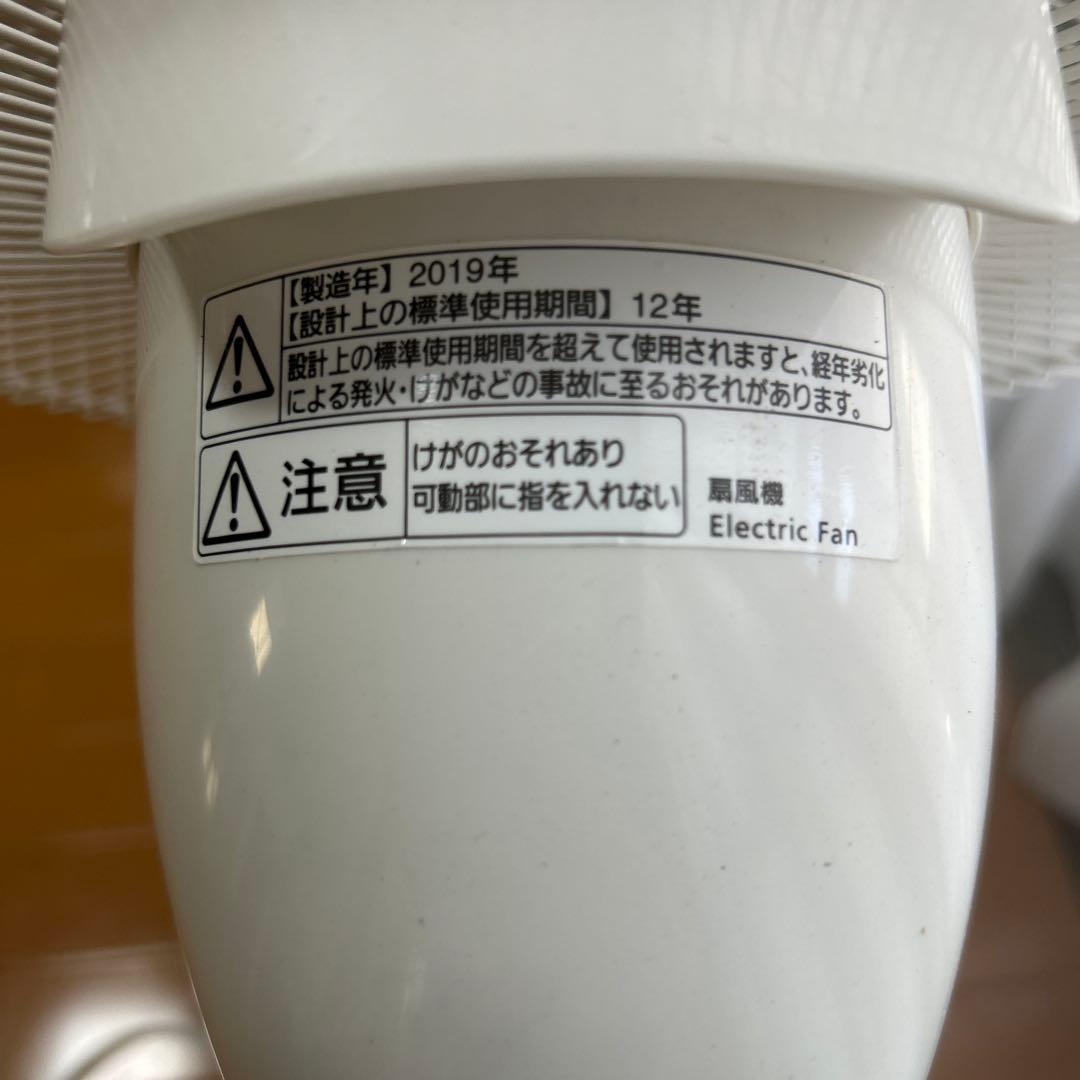 【製造年】 2019年
【設計上の標準使用期間】 12年
設計上の標準使用期間を超えて使用されますと、経年劣化
による発火・けがなどの事故に至るおそれがあります。
注意
けがのおそれあり
可動部に指を入れない
扇風機
Electric Fan